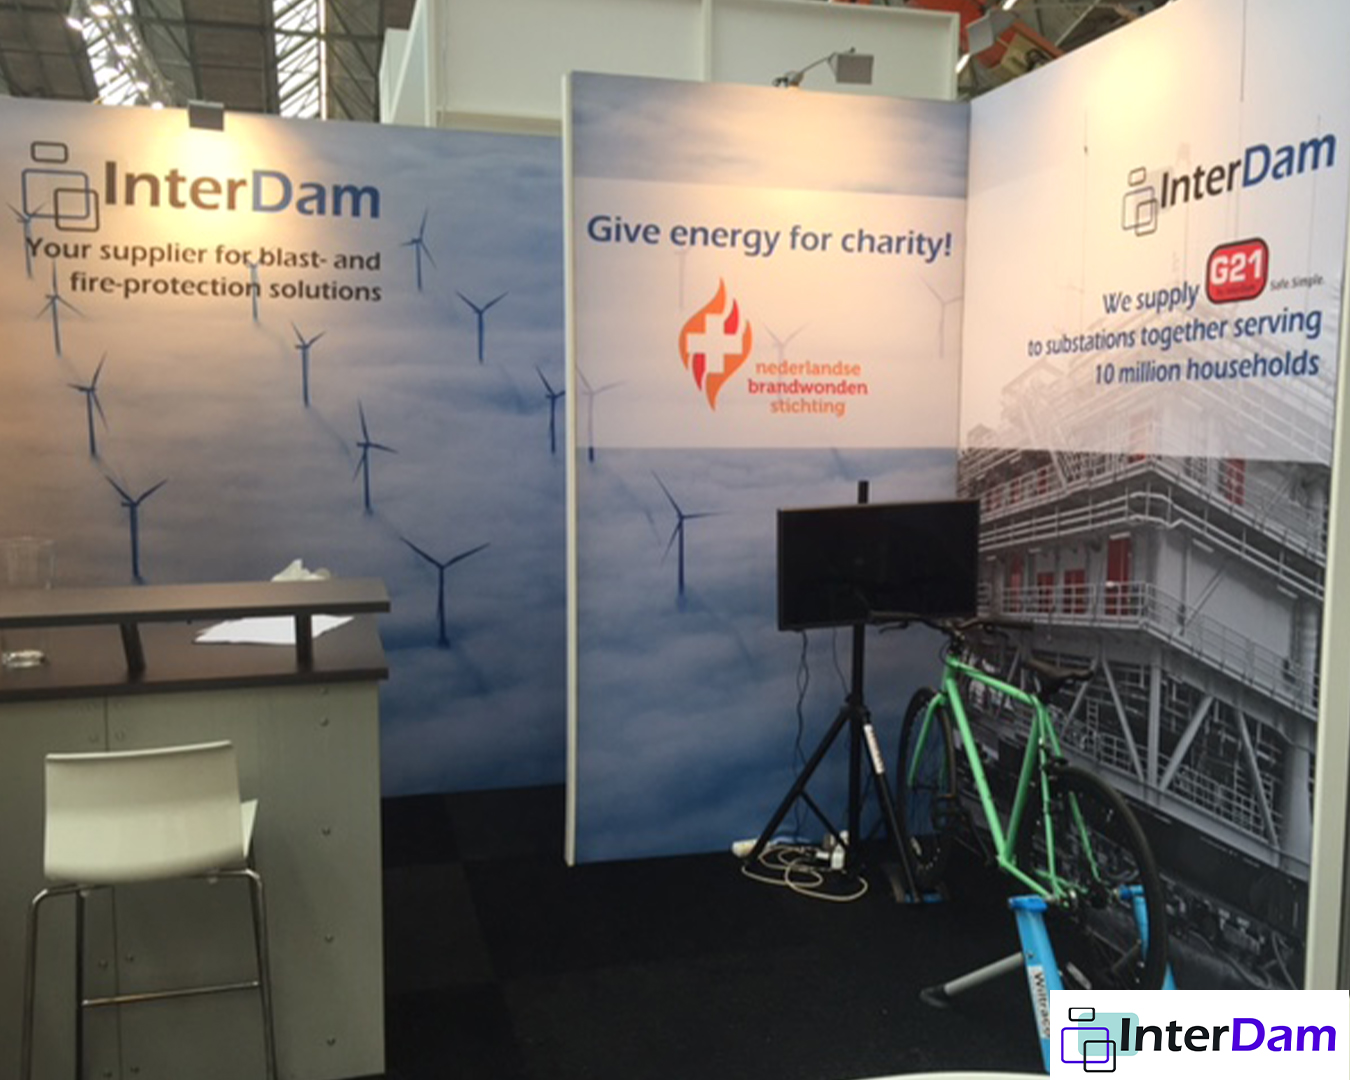 InterDam
Your supplier for blast- and
fire-protection solutions
Give energy for charity!
nederlandse
brandwonden
stichting
InterDam
We supply G21 Safe.Simple.
to substations together serving
10 million households
InterDam